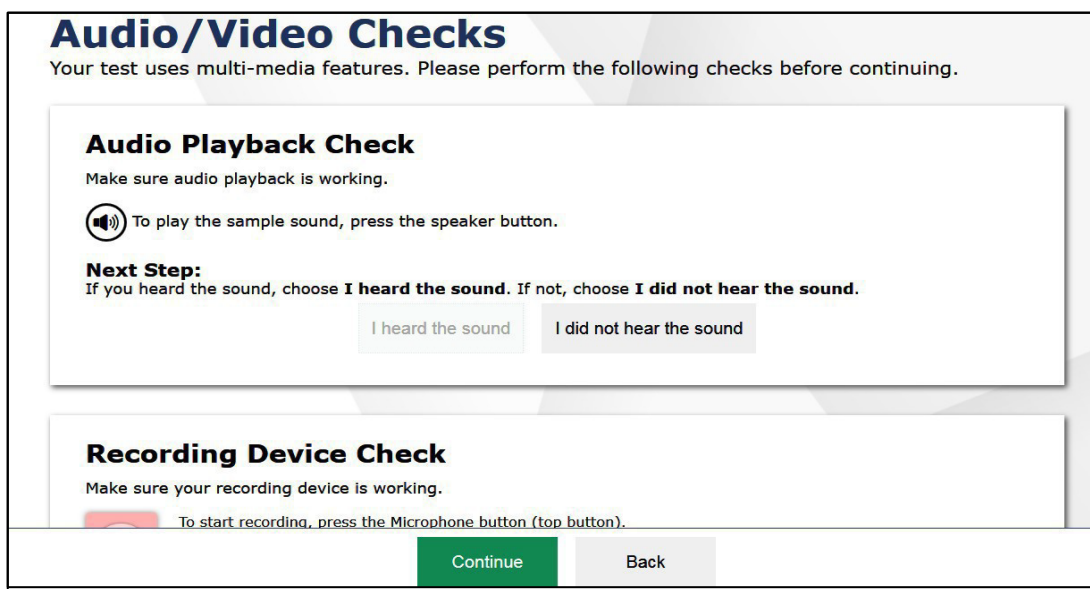 Audio/Video Checks
Your test uses multi-media features. Please perform the following checks before continuing.
Audio Playback Check
Make sure audio playback is working.
To play the sample sound, press the speaker button.
Next Step:
If you heard the sound, choose I heard the sound. If not, choose I did not hear the sound.
I heard the sound
I did not hear the sound
Recording Device Check
Make sure your recording device is working.
To start recording, press the Microphone button (top button).
Continue
Back